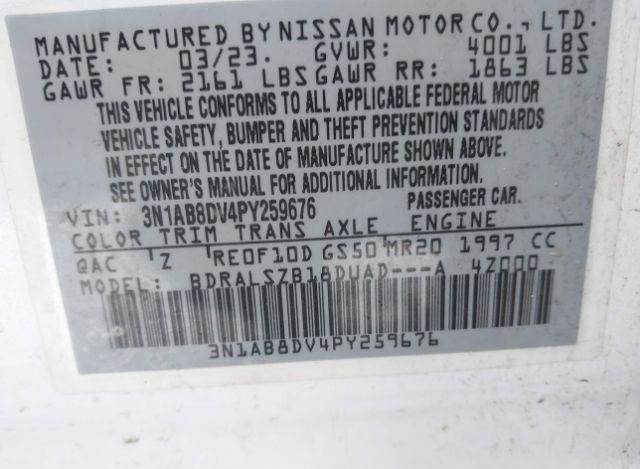 MANUFACTURED BY NISSAN MOTOR CO., LTD.
DATE: 03/23. GVWR: 4001 LBS
GAWR FR: 2161 LBS GAWR RR: 1863 LBS
THIS VEHICLE CONFORMS TO ALL APPLICABLE FEDERAL MOTOR
VEHICLE SAFETY, BUMPER AND THEFT PREVENTION STANDARDS
IN EFFECT ON THE DATE OF MANUFACTURE SHOWN ABOVE.
SEE OWNER'S MANUAL FOR ADDITIONAL INFORMATION.
VIN: 3N1AB8DV4PY259676 PASSENGER CAR.
COLOR TRIM TRANS AXLE ENGINE
QAC Z RE0F10D GS50 MR20 1997 CC
MODEL: BDRALSZB18DUAD---A 4Z000
3N1AB8DV4PY259676